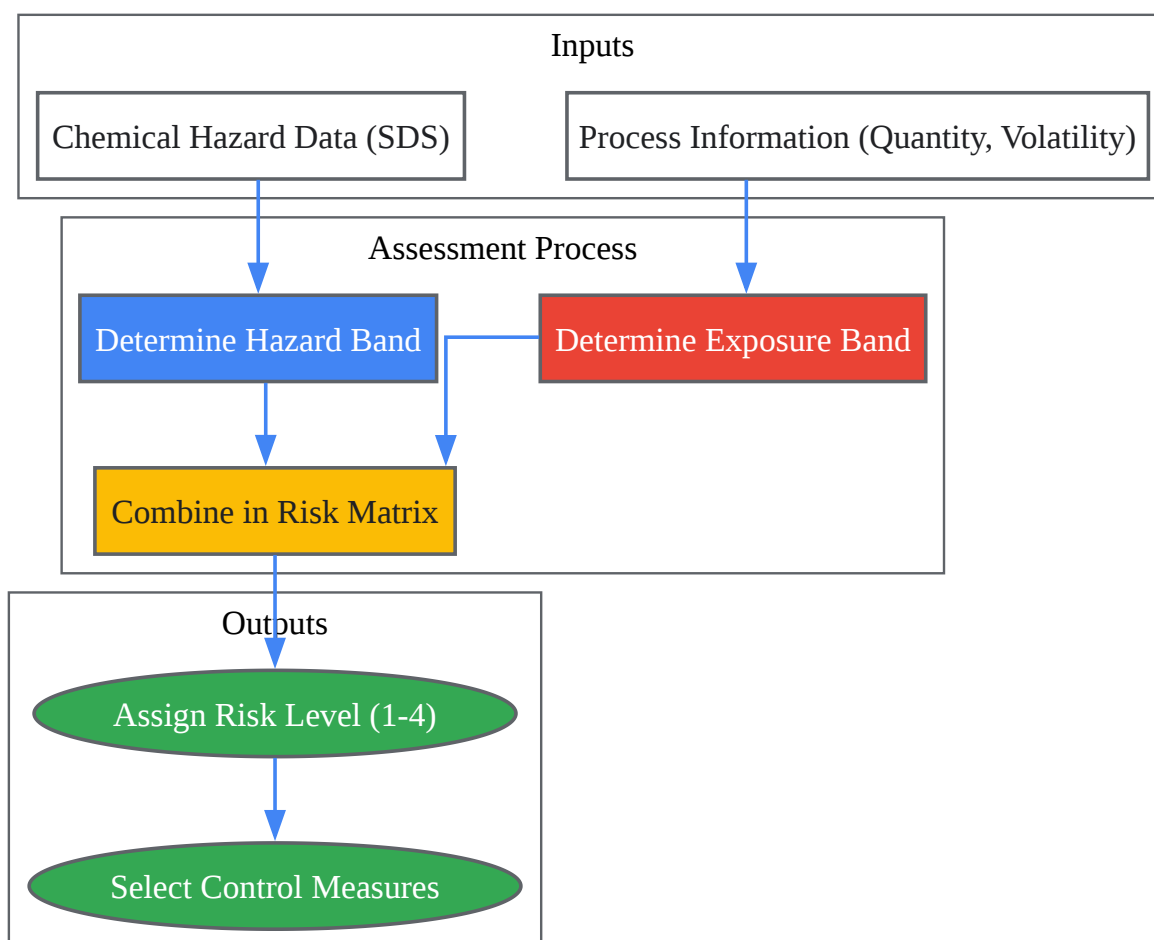 Inputs
Chemical Hazard Data (SDS)
Process Information (Quantity, Volatility)
Assessment Process
Determine Hazard Band
Determine Exposure Band
Combine in Risk Matrix
Outputs
Assign Risk Level (1-4)
Select Control Measures